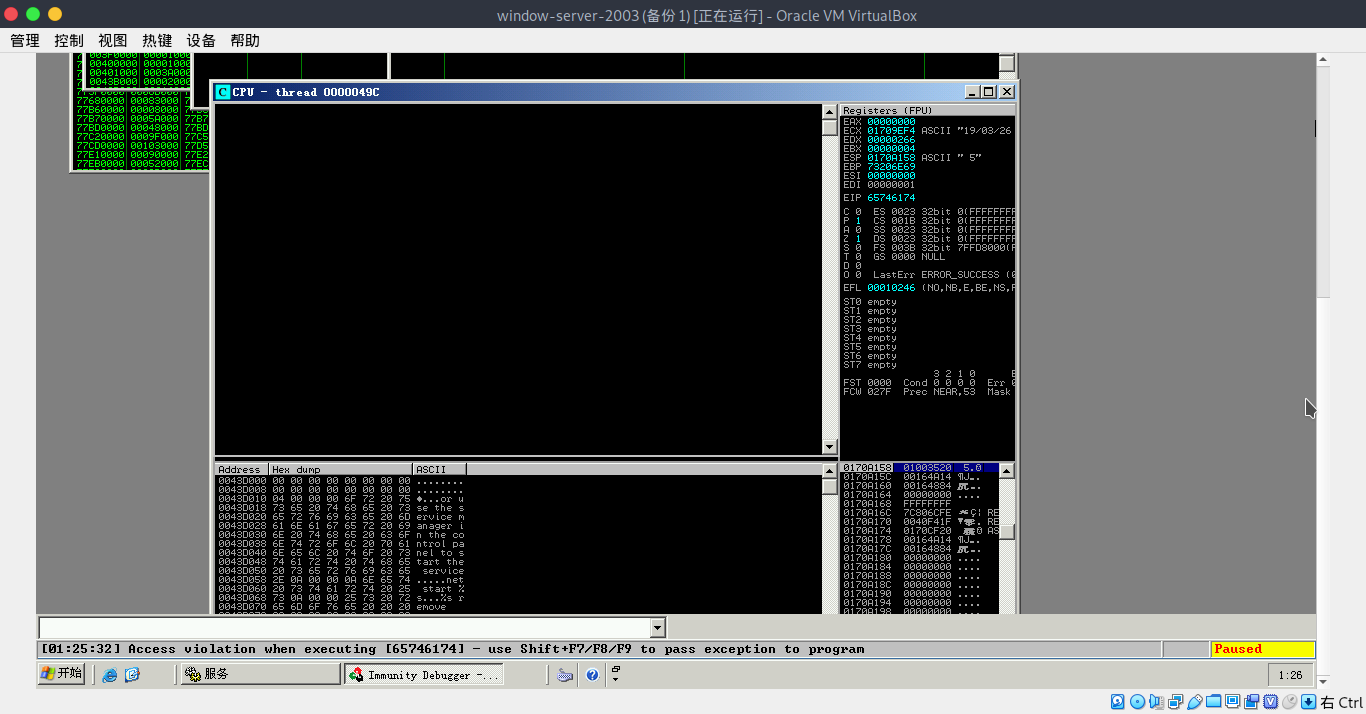 window-server-2003 (备份 1) [正在运行] - Oracle VM VirtualBox
管理 控制 视图 热键 设备 帮助
003F0000 00001000
00400000 00001000
00401000 0003A000
0043B000 00002000
77680000 00083000
77B60000 00008000
77B70000 0005A000
77BD0000 00048000
77C20000 0009F000
77CD0000 00103000
77E10000 00090000
77EB0000 00052000
CPU - thread 0000049C
Registers (FPU)
EAX 00000000
ECX 01709EF4 ASCII "19/03/26
EDX 00000266
EBX 00000004
ESP 0170A158 ASCII " 5"
EBP 73206E69
ESI 00000000
EDI 00000001
EIP 65746174
C 0 ES 0023 32bit 0(FFFFFFFF
P 1 CS 001B 32bit 0(FFFFFFFF
A 0 SS 0023 32bit 0(FFFFFFFF
Z 1 DS 0023 32bit 0(FFFFFFFF
S 0 FS 003B 32bit 7FFD8000(F
T 0 GS 0000 NULL
D 0
O 0 LastErr ERROR_SUCCESS (0
EFL 00010246 (NO,NB,E,BE,NS,P
ST0 empty
ST1 empty
ST2 empty
ST3 empty
ST4 empty
ST5 empty
ST6 empty
ST7 empty
3 2 1 0 E
FST 0000 Cond 0 0 0 0 Err 0
FCW 027F Prec NEAR,53 Mask
Address Hex dump ASCII
0043D000 00 00 00 00 00 00 00 00 ........
0043D008 00 00 00 00 00 00 00 00 ........
0043D010 04 00 00 00 6F 72 20 75 ♦...or u
0043D018 73 65 20 74 68 65 20 73 se the s
0043D020 65 72 76 69 63 65 20 6D ervice m
0043D028 61 6E 61 67 65 72 20 69 anager i
0043D030 6E 20 74 68 65 20 63 6F n the co
0043D038 6E 74 72 6F 6C 20 70 61 ntrol pa
0043D040 6E 65 6C 20 74 6F 20 73 nel to s
0043D048 74 61 72 74 20 74 68 65 tart the
0043D050 20 73 65 72 76 69 63 65 service
0043D058 2E 0A 00 00 0A 6E 65 74 .....net
0043D060 20 73 74 61 72 74 20 25 start %
0043D068 73 0A 00 00 25 73 20 72 s...%s r
0043D070 65 6D 6F 76 65 20 20 20 emove
0170A158 01003520 5.0
0170A15C 00164A14
0170A160 00164884
0170A164 00000000 ....
0170A168 FFFFFFFF
0170A16C 7C806CFE RE
0170A170 0040F41F RE
0170A174 0170CF20 AS
0170A178 00164A14
0170A17C 00164884
0170A180 00000000 ....
0170A184 00000000 ....
0170A188 00000000 ....
0170A18C 00000000 ....
0170A190 00000000 ....
0170A194 00000000 ....
0170A198 00000000 ....
[01:25:32] Access violation when executing [65746174] - use Shift+F7/F8/F9 to pass exception to program
Paused
开始 服务 Immunity Debugger -... 1:26
右 Ctrl